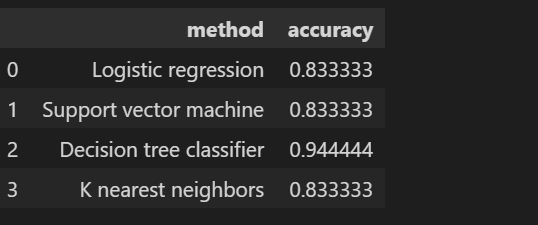 method accuracy
0 Logistic regression 0.833333
1 Support vector machine 0.833333
2 Decision tree classifier 0.944444
3 K nearest neighbors 0.833333